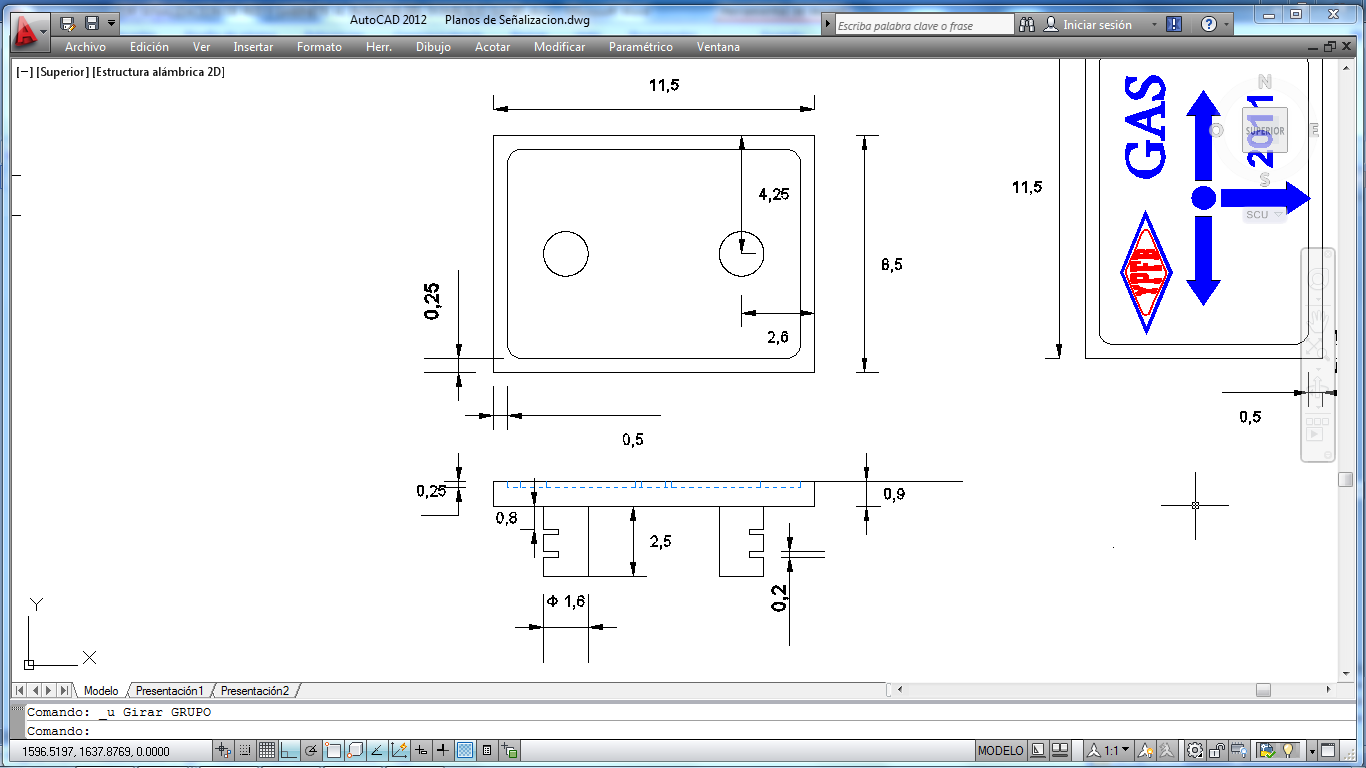 AutoCAD 2012 Planos de Señalizacion.dwg
Escriba palabra clave o frase
Iniciar sesión
Archivo Edición Ver Insertar Formato Herr. Dibujo Acotar Modificar Paramétrico Ventana
[−] [Superior] [Estructura alámbrica 2D]
11,5
4,25
8,5
0,25
2,6
0,5
0,25
0,9
0,8
2,5
0,2
Φ 1,6
11,5
GAS
2011
YPFB
N
O
SUPERIOR
E
S
SCU
0,5
Y
X
Modelo Presentación1 Presentación2
Comando: _u Girar GRUPO
Comando:
1596.5197, 1637.8769, 0.0000
MODELO
1:1